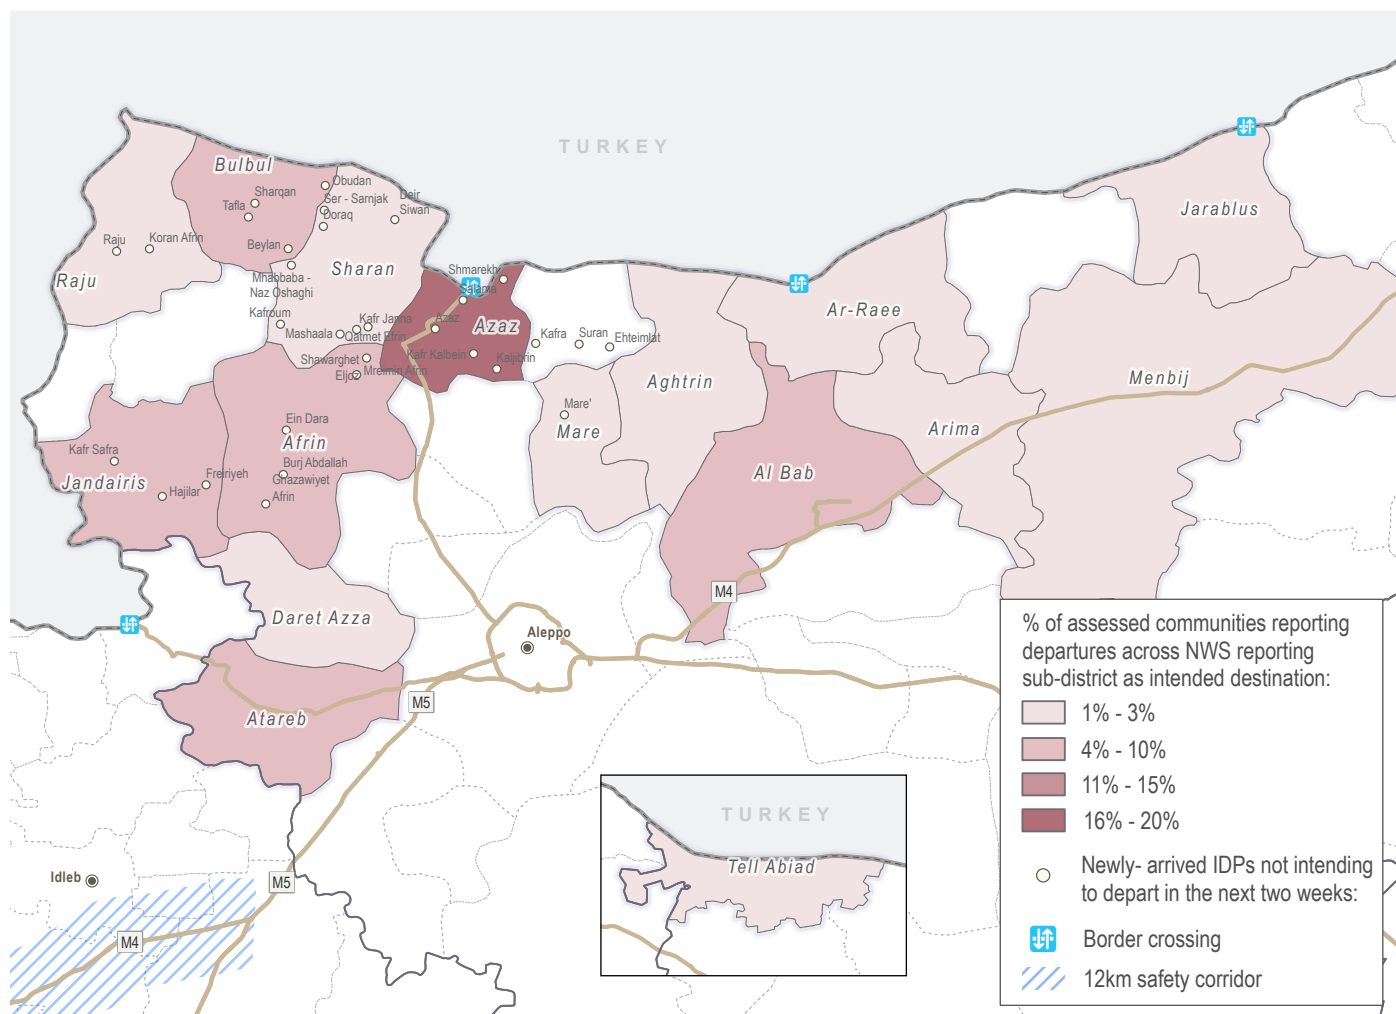 TURKEY
Bulbul
Obudan
Sharqan
Ser - Sarnjak
Deir
Siwan
Tafla
Doraq
Jarablus
Raju
Koran Afrin
Beylan
Sharan
Shmarekh
Raju
Mhabbaba -
Naz Oshaghi
Salama
Kafroum
Kafr Janna
Azaz
Azaz
Ar-Raee
Mashaala
Qatmet Efrin
Kafra
Suran
Ehteimlat
Shawarghet
Eljoz
Mreimin Afrin
Kafr Kalbein
Kaljibrin
Aghtrin
Menbij
Mare'
Mare
Ein Dara
Afrin
Arima
Kafr Safra
Jandairis
Freiriyeh
Hajilar
Burj Abdallah
Ghazawiyet
Afrin
Al Bab
M4
Daret Azza
Aleppo
M5
Atareb
Idleb
M5
M4
TURKEY
Tell Abiad
% of assessed communities reporting
departures across NWS reporting
sub-district as intended destination:
1% - 3%
4% - 10%
11% - 15%
16% - 20%
Newly- arrived IDPs not intending
to depart in the next two weeks:
Border crossing
12km safety corridor